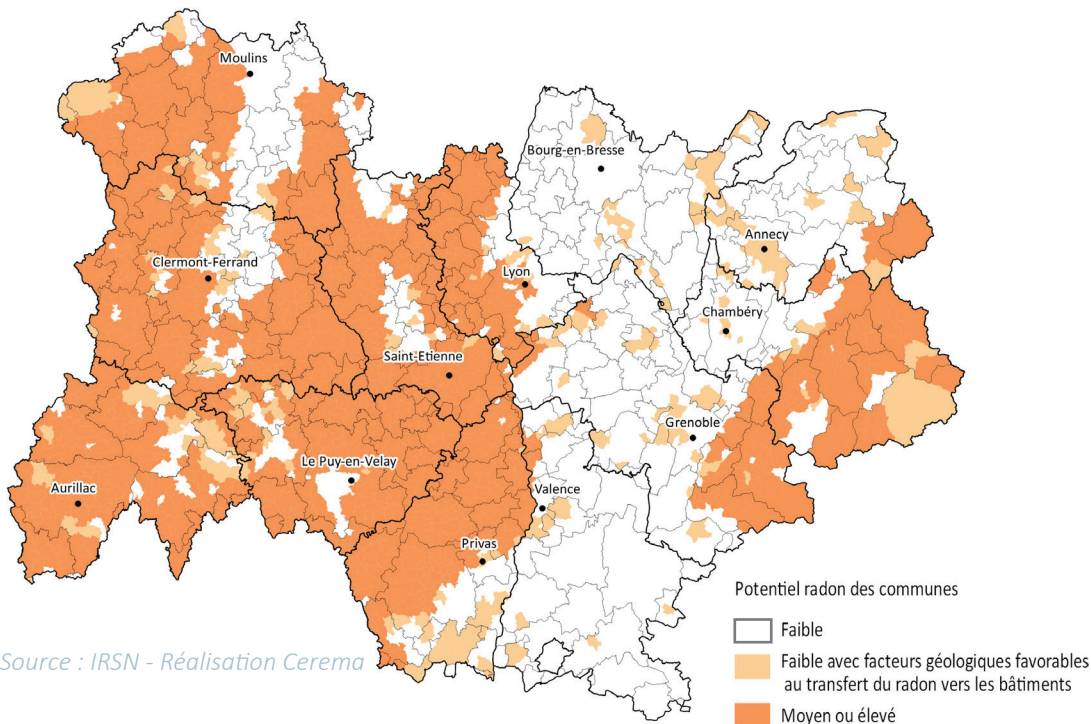 Moulins
Bourg-en-Bresse
Annecy
Clermont-Ferrand
Lyon
Chambéry
Saint-Etienne
Grenoble
Le Puy-en-Velay
Aurillac
Valence
Privas
Potentiel radon des communes
Faible
Source : IRSN - Réalisation Cerema
Faible avec facteurs géologiques favorables
au transfert du radon vers les bâtiments
Moyen ou élevé